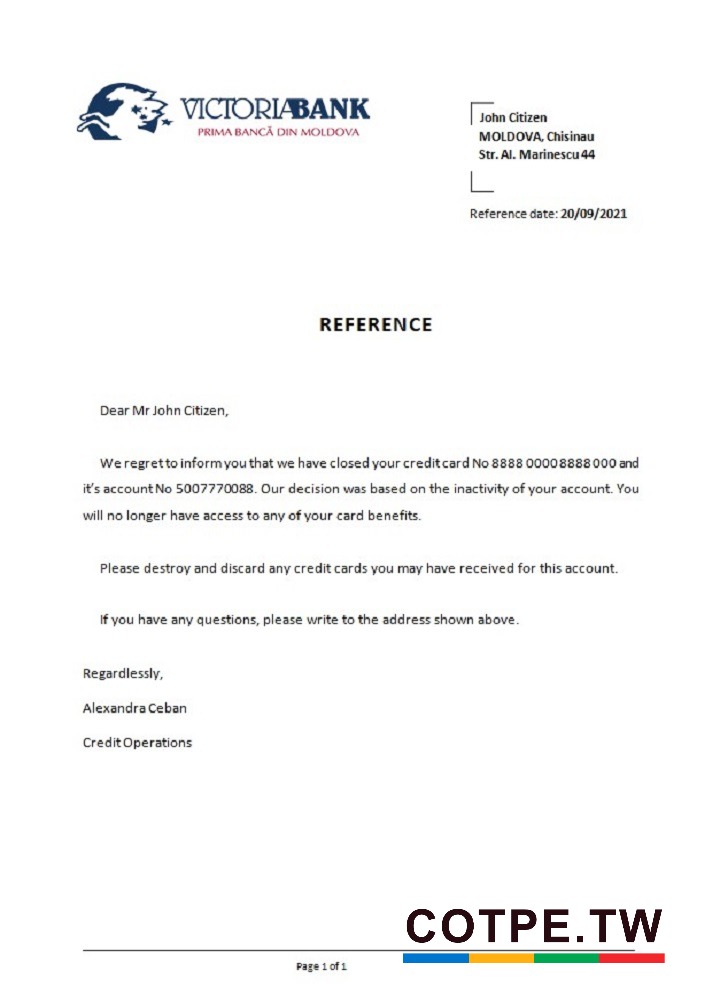 VICTORIABANK
PRIMA BANCĂ DIN MOLDOVA
John Citizen
MOLDOVA, Chisinau
Str. Al. Marinescu 44
Reference date: 20/09/2021
REFERENCE
Dear Mr John Citizen,
We regret to inform you that we have closed your credit card No 8888 00008888 000 and
it's account No 5007770088. Our decision was based on the inactivity of your account. You
will no longer have access to any of your card benefits.
Please destroy and discard any credit cards you may have received for this account.
If you have any questions, please write to the address shown above.
Regardlessly,
Alexandra Ceban
Credit Operations
COTPE.TW
Page 1 of 1